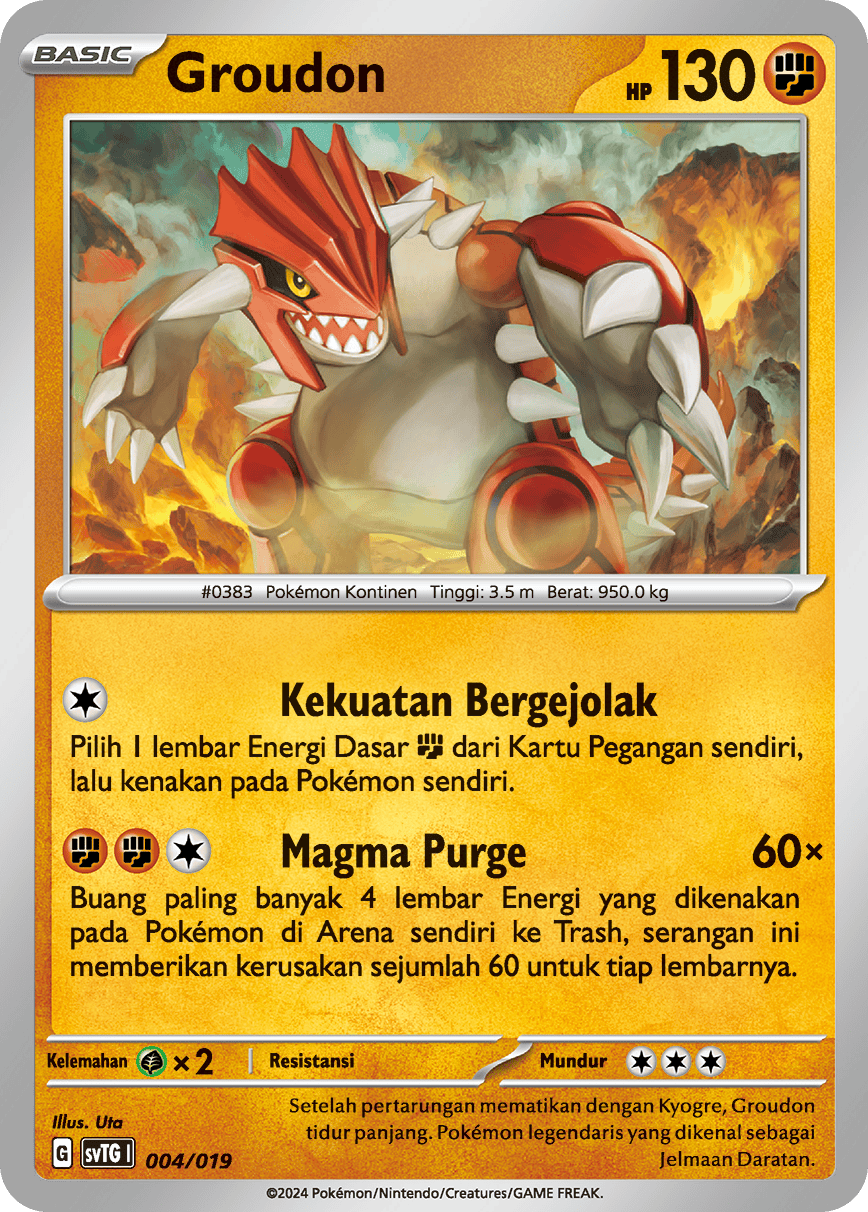 BASIC
Groudon
HP 130
#0383 Pokémon Kontinen Tinggi: 3.5 m Berat: 950.0 kg
Kekuatan Bergejolak
Pilih 1 lembar Energi Dasar dari Kartu Pegangan sendiri,
lalu kenakan pada Pokémon sendiri.
Magma Purge 60×
Buang paling banyak 4 lembar Energi yang dikenakan
pada Pokémon di Arena sendiri ke Trash, serangan ini
memberikan kerusakan sejumlah 60 untuk tiap lembarnya.
Kelemahan ×2 Resistansi Mundur
Setelah pertarungan mematikan dengan Kyogre, Groudon
tidur panjang. Pokémon legendaris yang dikenal sebagai
Jelmaan Daratan.
Illus. Uta
G svTG I 004/019
©2024 Pokémon/Nintendo/Creatures/GAME FREAK.